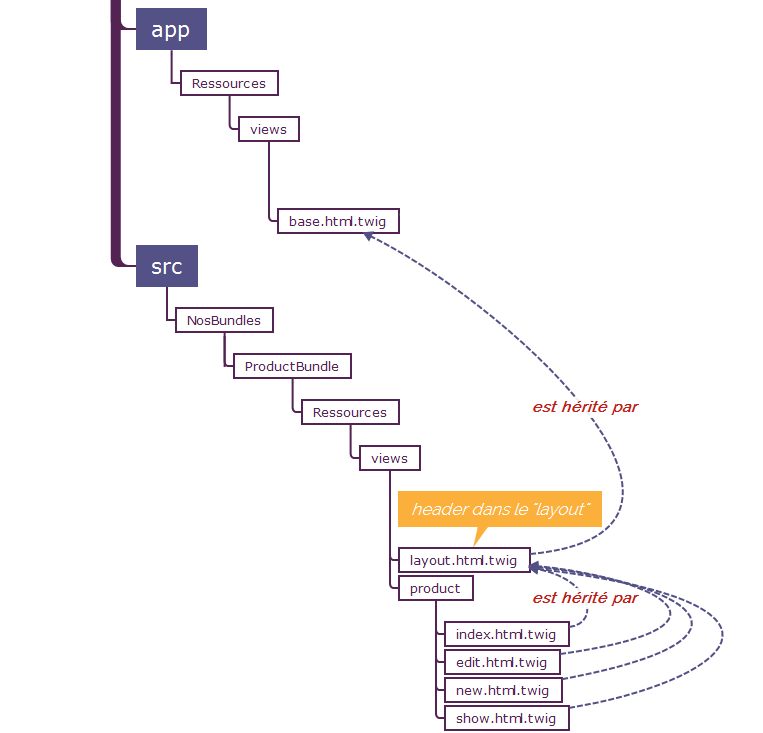 app
Ressources
views
base.html.twig
src
NosBundles
ProductBundle
Ressources
est hérité par
views
header dans le "layout"
layout.html.twig
product
est hérité par
index.html.twig
edit.html.twig
new.html.twig
show.html.twig